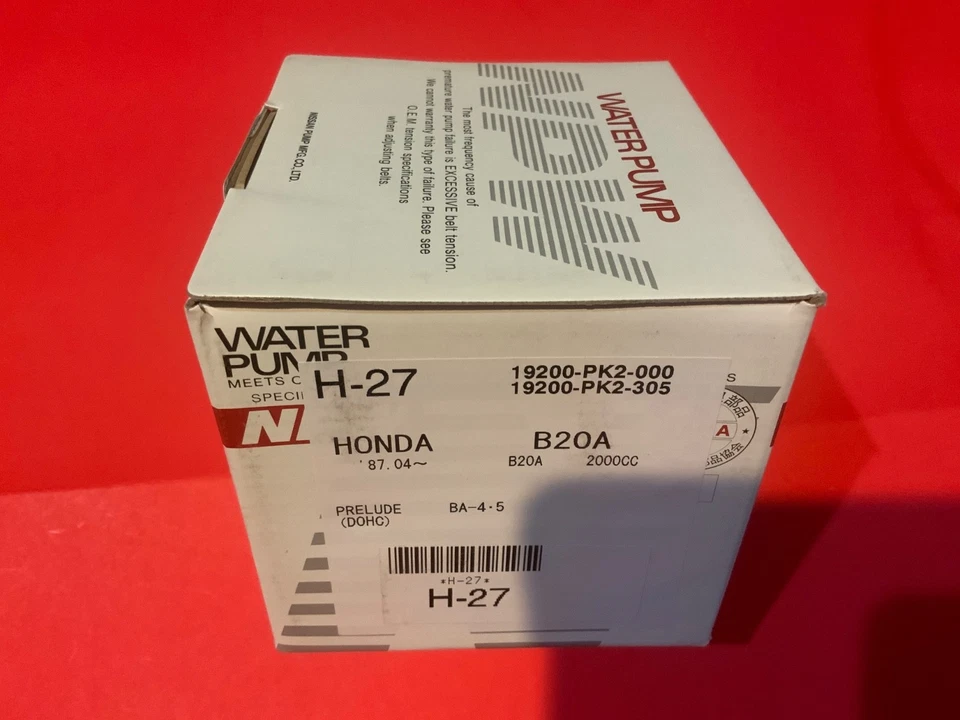 WATER PUMP
NPW
The most frequency cause of
premature water pump failure is EXCESSIVE belt tension.
We cannot warranty this type of failure. Please see
O.E.M. tension specifications
when adjusting belts.
NISSAN PUMP MFG.CO.,LTD.
WATER
PUMP
MEETS
SPECI
H-27
19200-PK2-000
19200-PK2-305
HONDA B20A
'87.04~ B20A 2000CC
PRELUDE BA-4·5
(DOHC)
*H-27*
H-27